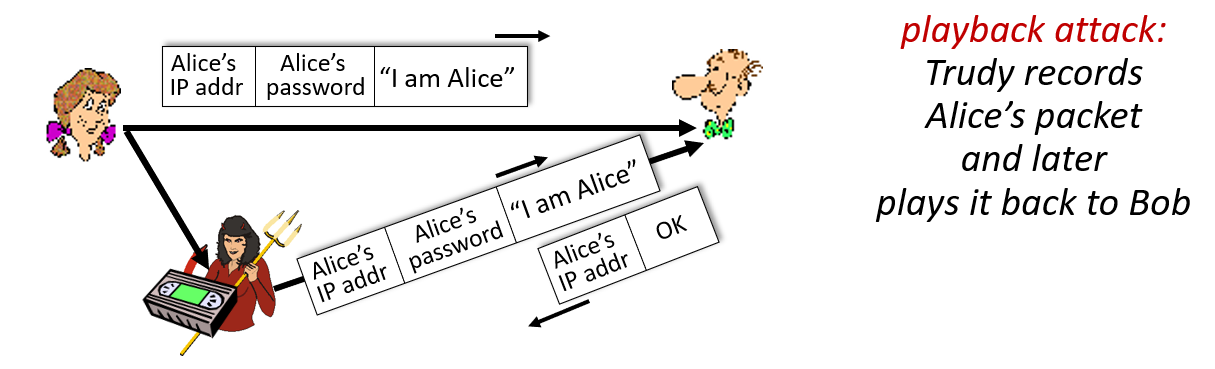 Alice’s
IP addr
Alice’s
password
“I am Alice”
playback attack:
Trudy records
Alice’s packet
and later
plays it back to Bob
Alice’s
IP addr
Alice’s
password
“I am Alice”
Alice’s
IP addr
OK